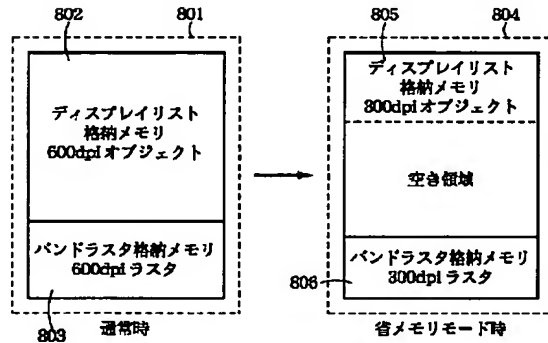 802
801
ディスプレイリスト
格納メモリ
600dpiオブジェクト
バンドラスタ格納メモリ
600dpiラスタ
803
通常時
805
804
ディスプレイリスト
格納メモリ
300dpiオブジェクト
空き領域
バンドラスタ格納メモリ
300dpiラスタ
806
省メモリモード時